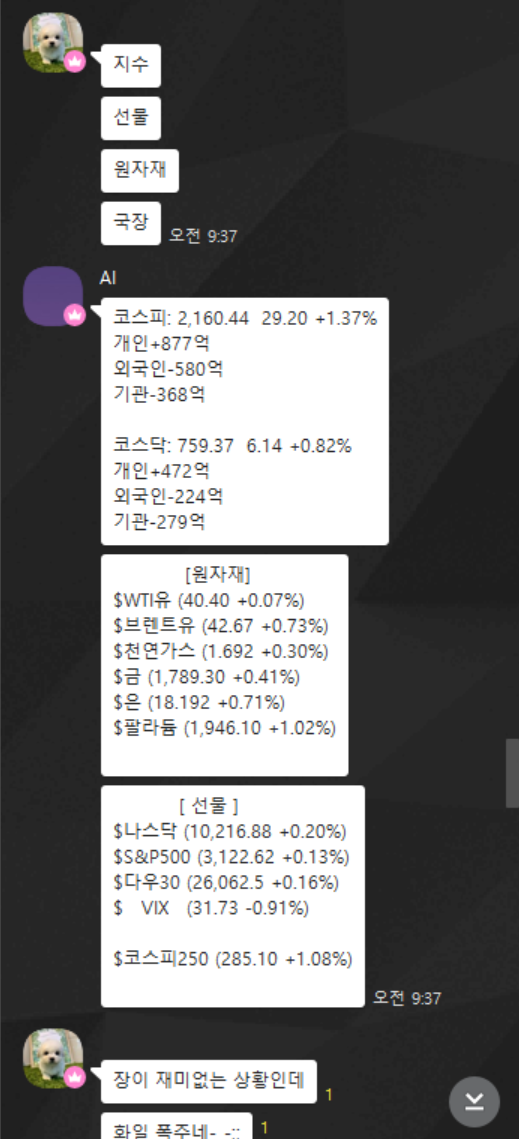 지수
선물
원자재
국장
오전 9:37
AI
코스피: 2,160.44 29.20 +1.37%
개인+877억
외국인-580억
기관-368억
코스닥: 759.37 6.14 +0.82%
개인+472억
외국인-224억
기관-279억
[원자재]
$WTI유 (40.40 +0.07%)
$브렌트유 (42.67 +0.73%)
$천연가스 (1.692 +0.30%)
$금 (1,789.30 +0.41%)
$은 (18.192 +0.71%)
$팔라듐 (1,946.10 +1.02%)
[ 선물 ]
$나스닥 (10,216.88 +0.20%)
$S&P500 (3,122.62 +0.13%)
$다우30 (26,062.5 +0.16%)
$ VIX (31.73 -0.91%)
$코스피250 (285.10 +1.08%)
오전 9:37
장이 재미없는 상황인데
1
화일 폭주네- -::
1